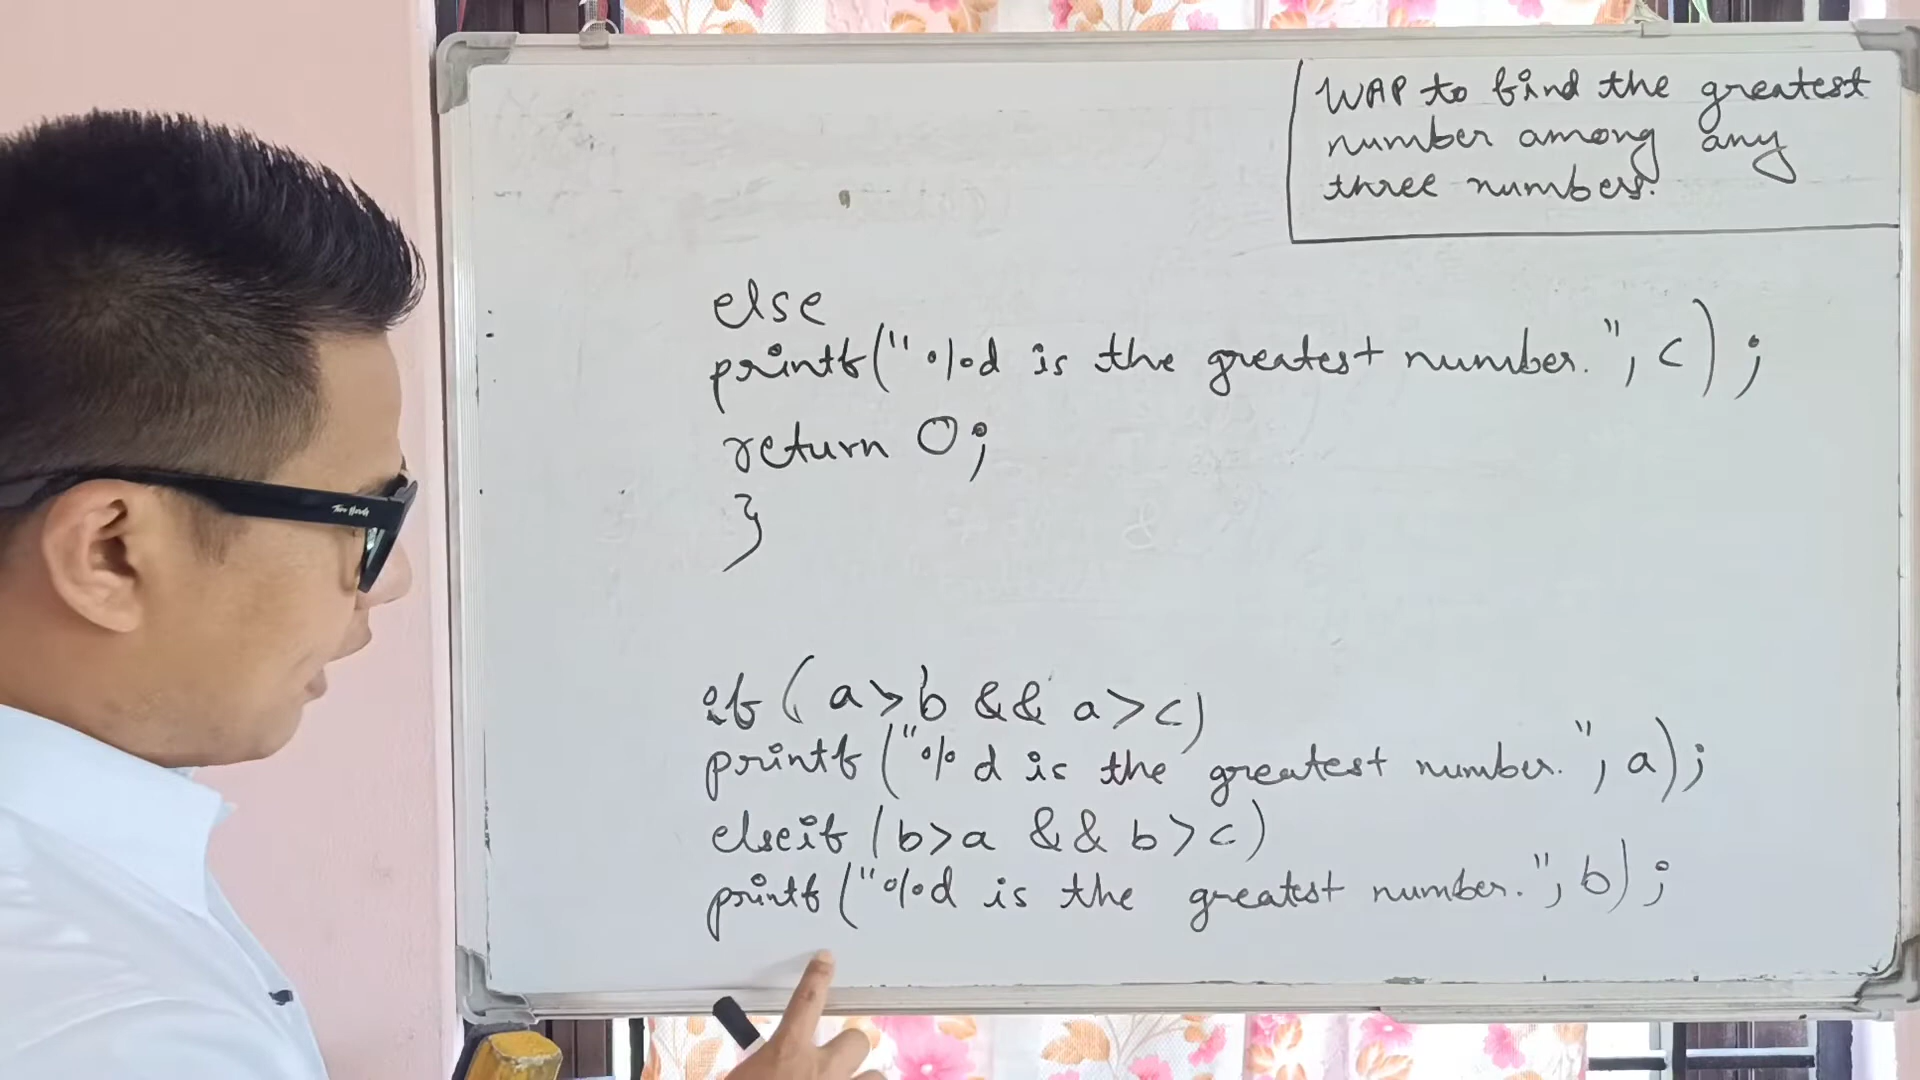 WAP to find the greatest
number among any
three numbers.
else
printf("%d is the greatest number.", c);
return 0;
}
if (a>b && a>c)
printf("%d is the greatest number.", a);
elseif (b>a && b>c)
printf("%d is the greatest number.", b);